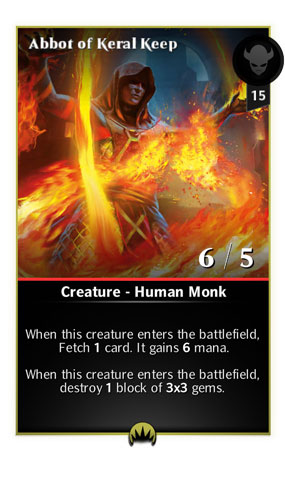 Abbot of Keral Keep
15
6 / 5
Creature - Human Monk
When this creature enters the battlefield,
Fetch 1 card. It gains 6 mana.
When this creature enters the battlefield,
destroy 1 block of 3x3 gems.